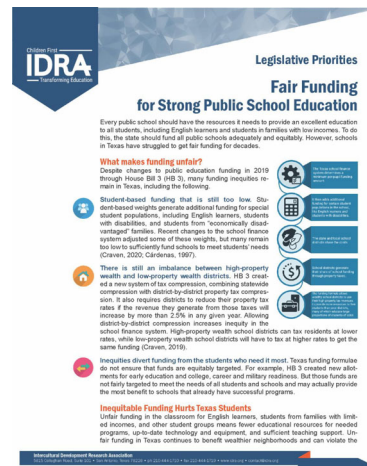 Children First
IDRA
Transforming Education
Legislative Priorities
Fair Funding
for Strong Public School Education
Every public school should have the resources it needs to provide an excellent education
to all students, including English learners and students in families with low incomes. To do
this, the state should fund all public schools adequately and equitably. However, schools
in Texas have struggled to get fair funding for decades.
What makes funding unfair?
Despite changes to public education funding in 2019
through House Bill 3 (HB 3), many funding inequities re-
main in Texas, including the following.
Student-based funding that is still too low. Stu-
dent-based weights generate additional funding for special
student populations, including English learners, students
with disabilities, and students from "economically disad-
vantaged" families. Recent changes to the school finance
system adjusted some of these weights, but many remain
too low to sufficiently fund schools to meet students' needs
(Craven, 2020; Cárdenas, 1997).
There is still an imbalance between high-property
wealth and low-property wealth districts. HB 3 creat-
ed a new system of tax compression, combining statewide
compression with district-by-district property tax compres-
sion. It also requires districts to reduce their property tax
rates if the revenue they generate from those taxes will
increase by more than 2.5% in any given year. Allowing
district-by-district compression increases inequity in the
school finance system. High-property wealth school districts can tax residents at lower
rates, while low-property wealth school districts will have to tax at higher rates to get the
same funding (Craven, 2019).
Inequities divert funding from the students who need it most. Texas funding formulae
do not ensure that funds are equitably targeted. For example, HB 3 created new allot-
ments for early education and college, career and military readiness. But those funds are
not fairly targeted to meet the needs of all students and schools and may actually provide
the most benefit to schools that already have successful programs.
Inequitable Funding Hurts Texas Students
Unfair funding in the classroom for English learners, students from families with limit-
ed incomes, and other student groups means fewer educational resources for needed
programs, up-to-date technology and equipment, and sufficient teaching support. Un-
fair funding in Texas continues to benefit wealthier neighborhoods and can violate the
Intercultural Development Research Association